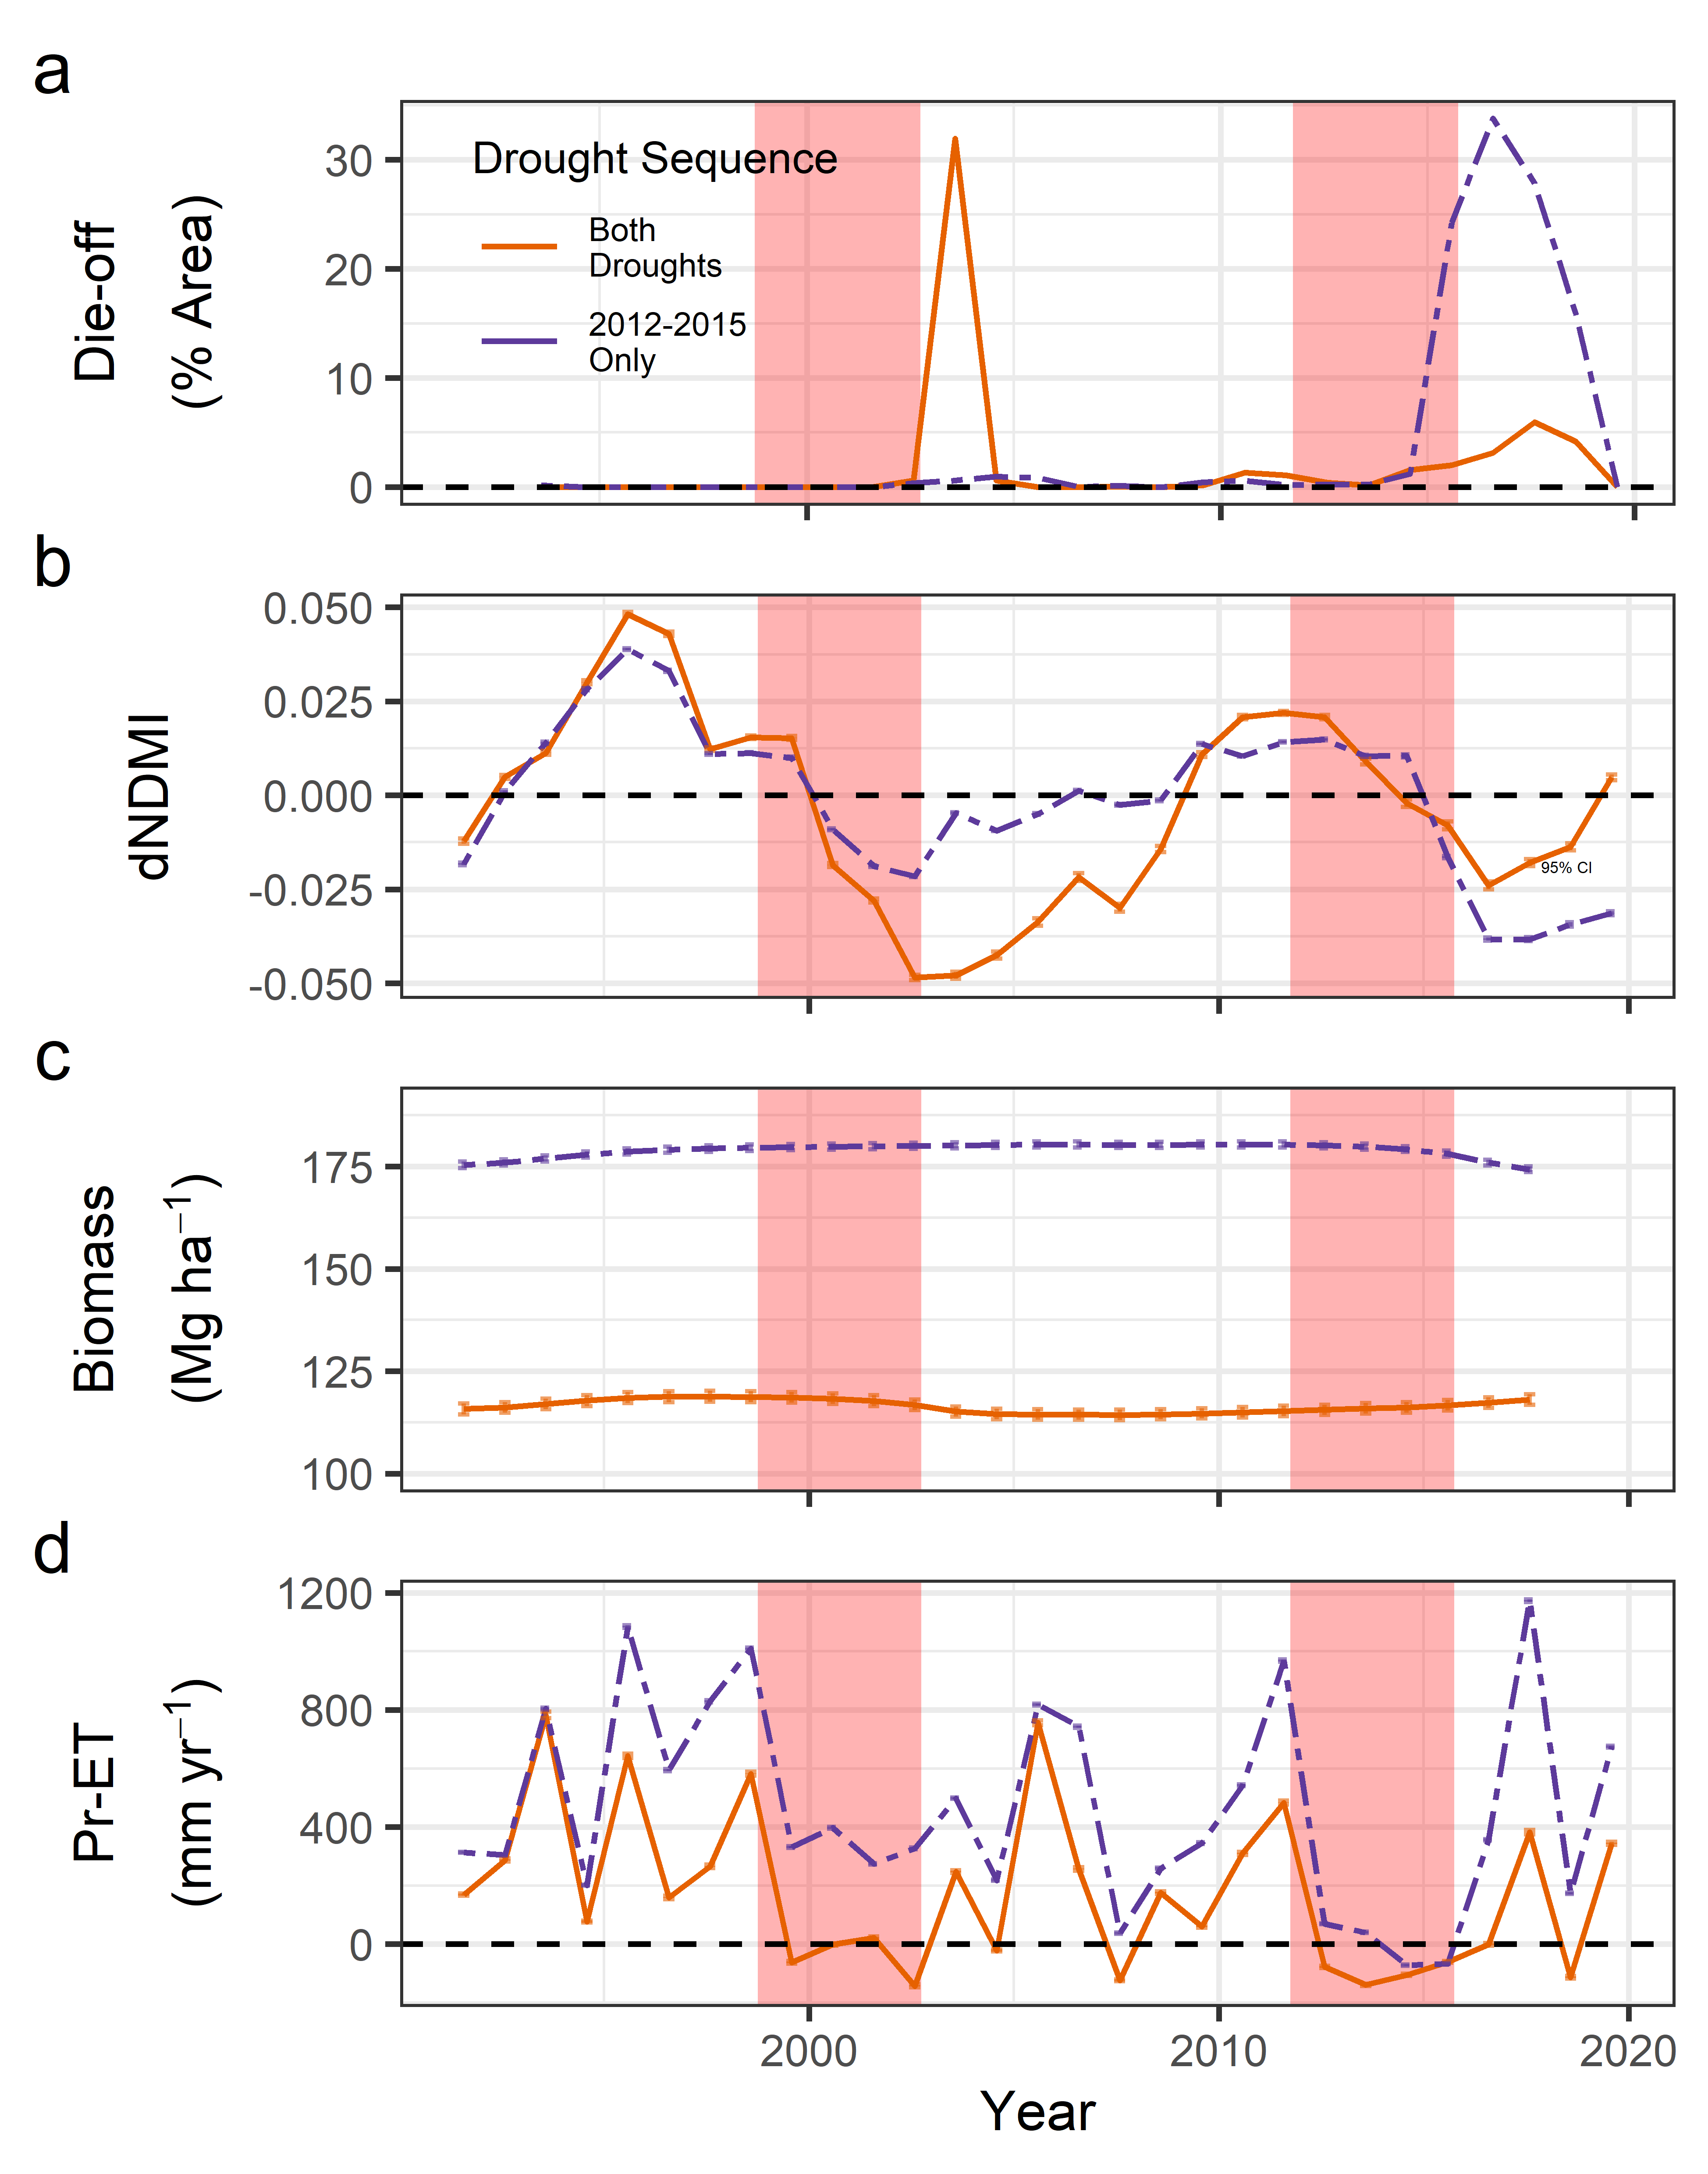 a
Die-off
(% Area)
30
20
10
0
Drought Sequence
Both
Droughts
2012-2015
Only
b
dNDMI
0.050
0.025
0.000
-0.025
-0.050
95% CI
c
Biomass
(Mg ha⁻¹)
175
150
125
100
d
Pr-ET
(mm yr⁻¹)
1200
800
400
0
2000 2010 2020
Year